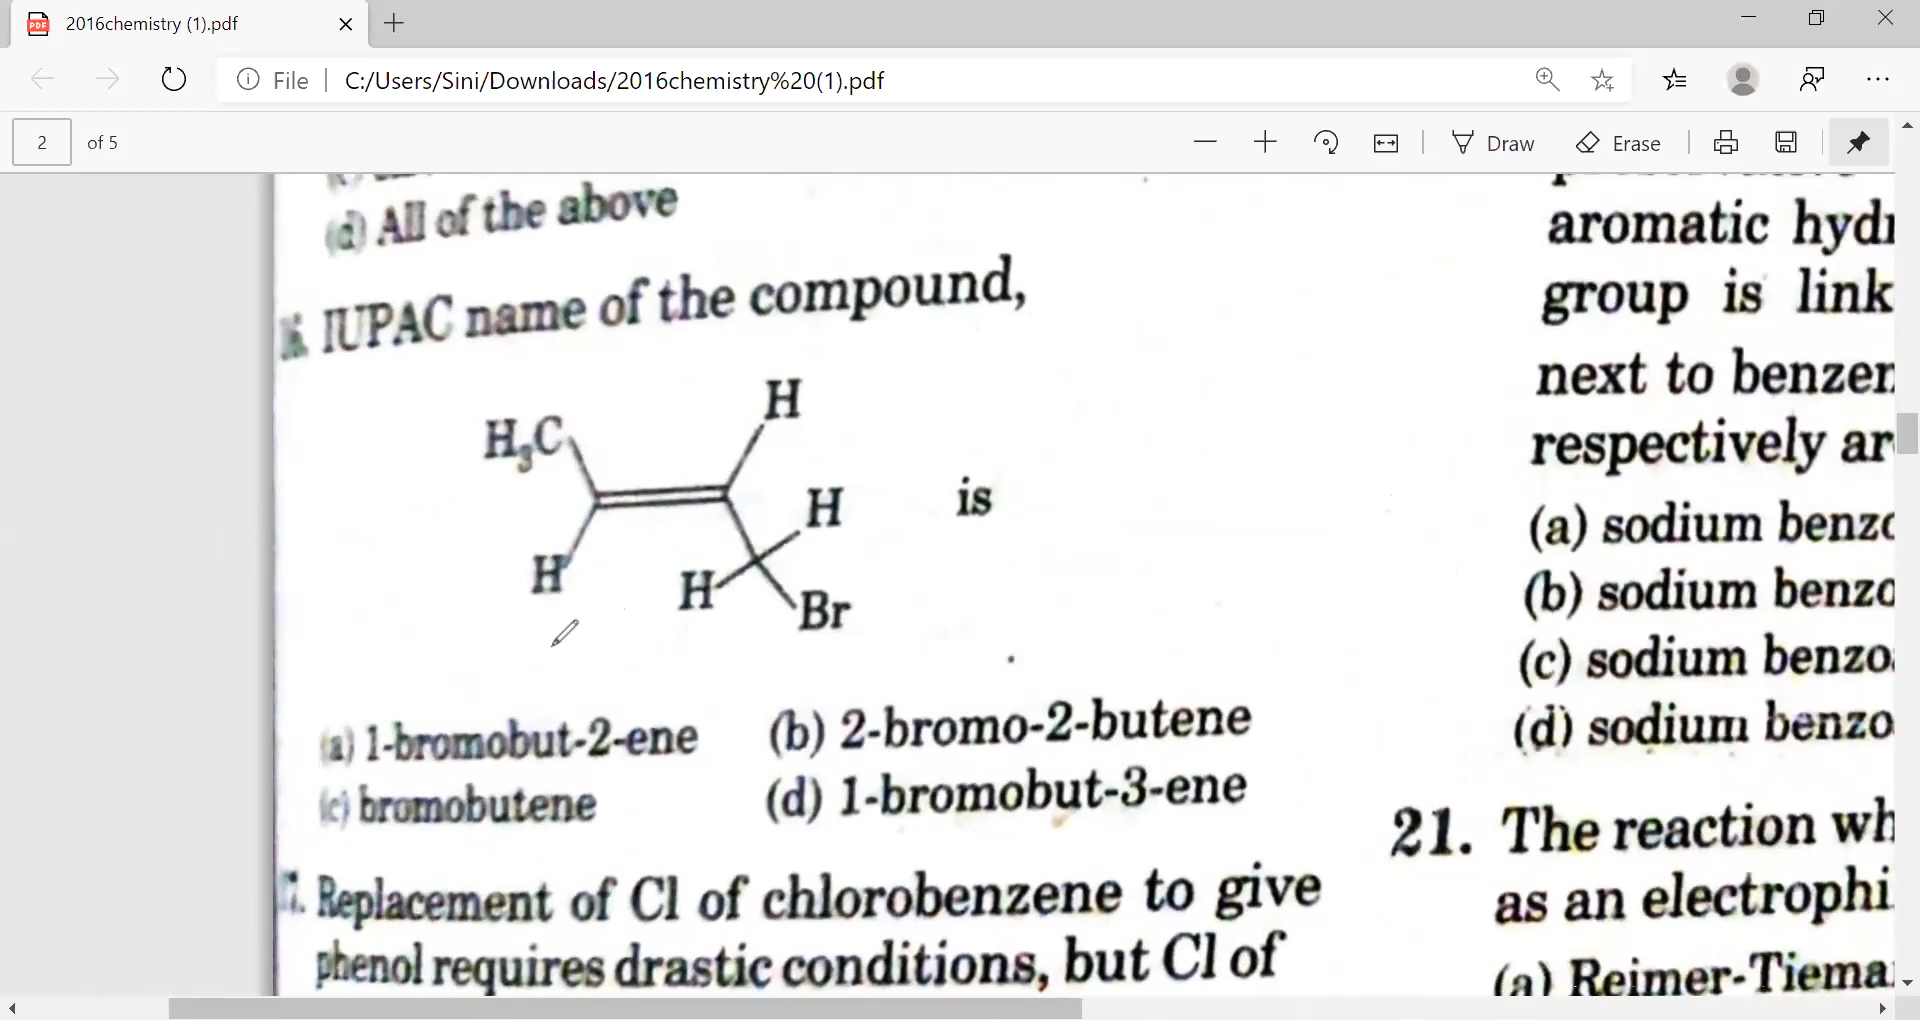 2016chemistry (1).pdf
File
C:/Users/Sini/Downloads/2016chemistry%20(1).pdf
2 of 5
Draw
Erase
(d) All of the above
IUPAC name of the compound,
H
H₃C
H
is
H
H
Br
(a) 1-bromobut-2-ene (b) 2-bromo-2-butene
(c) bromobutene (d) 1-bromobut-3-ene
7. Replacement of Cl of chlorobenzene to give
phenol requires drastic conditions, but Cl of
aromatic hyd
group is link
next to benzen
respectively ar
(a) sodium benzo
(b) sodium benzo
(c) sodium benzo
(d) sodium benzo
21. The reaction wh
as an electrophi
(a) Reimer-Tiema